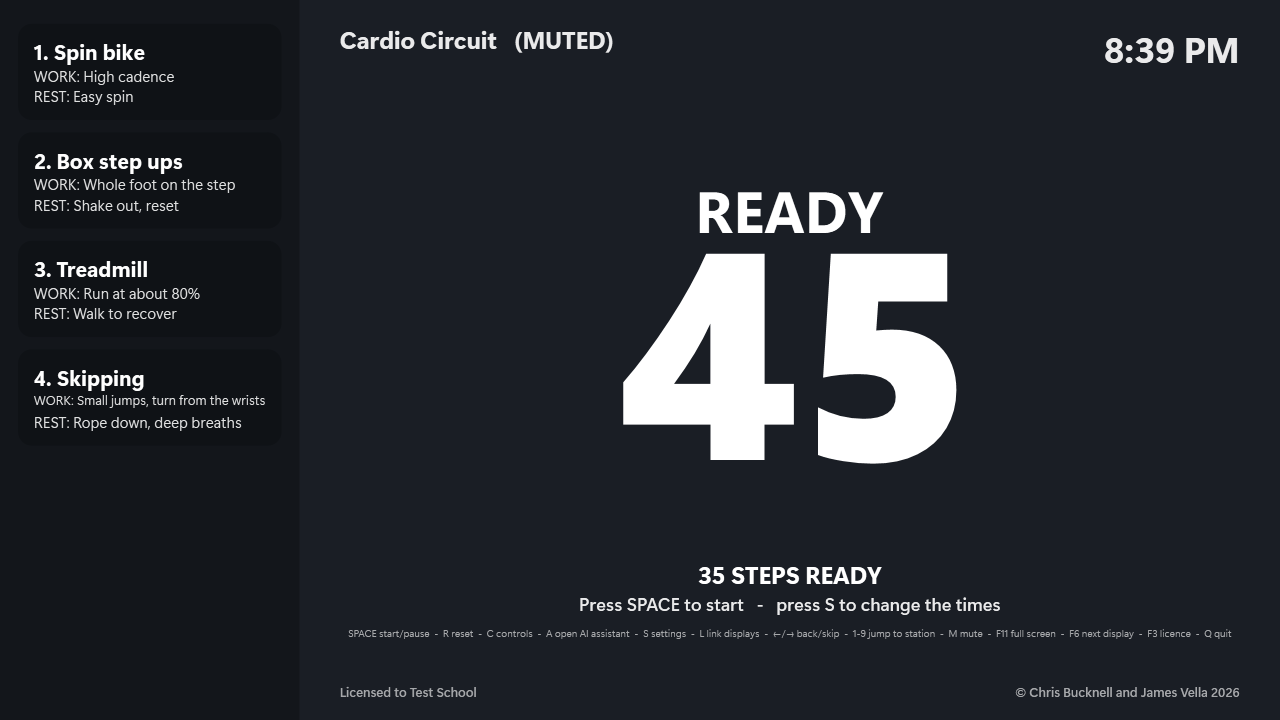 1. Spin bike
WORK: High cadence
REST: Easy spin
2. Box step ups
WORK: Whole foot on the step
REST: Shake out, reset
3. Treadmill
WORK: Run at about 80%
REST: Walk to recover
4. Skipping
WORK: Small jumps, turn from the wrists
REST: Rope down, deep breaths
Cardio Circuit (MUTED)
8:39 PM
READY
45
35 STEPS READY
Press SPACE to start - press S to change the times
SPACE start/pause - R reset - C controls - A open AI assistant - S settings - L link displays - ←/→ back/skip - 1-9 jump to station - M mute - F11 full screen - F6 next display - F3 licence - Q quit
Licensed to Test School
© Chris Bucknell and James Vella 2026